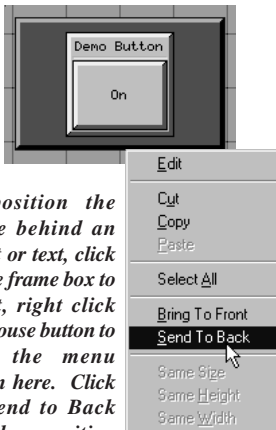 Demo Button
On
Edit
Cut
Copy
Paste
Select All
Bring To Front
Send To Back
Same Size
Same Height
Same Width
position the
behind an
or text, click
frame box to
right click
button to
the menu
here. Click
to Back